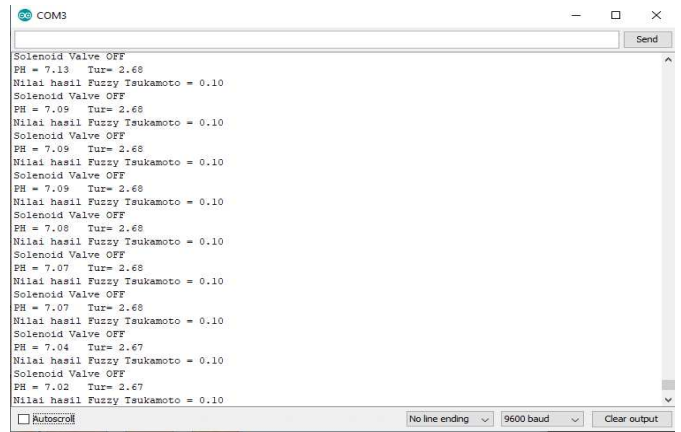 COM3
Send
Solenoid Valve OFF
PH = 7.13 Tur= 2.68
Nilai hasil Fuzzy Tsukamoto = 0.10
Solenoid Valve OFF
PH = 7.09 Tur= 2.68
Nilai hasil Fuzzy Tsukamoto = 0.10
Solenoid Valve OFF
PH = 7.09 Tur= 2.68
Nilai hasil Fuzzy Tsukamoto = 0.10
Solenoid Valve OFF
PH = 7.09 Tur= 2.68
Nilai hasil Fuzzy Tsukamoto = 0.10
Solenoid Valve OFF
PH = 7.08 Tur= 2.68
Nilai hasil Fuzzy Tsukamoto = 0.10
Solenoid Valve OFF
PH = 7.07 Tur= 2.68
Nilai hasil Fuzzy Tsukamoto = 0.10
Solenoid Valve OFF
PH = 7.07 Tur= 2.68
Nilai hasil Fuzzy Tsukamoto = 0.10
Solenoid Valve OFF
PH = 7.04 Tur= 2.67
Nilai hasil Fuzzy Tsukamoto = 0.10
Solenoid Valve OFF
PH = 7.02 Tur= 2.67
Nilai hasil Fuzzy Tsukamoto = 0.10
Autoscroll No line ending 9600 baud Clear output